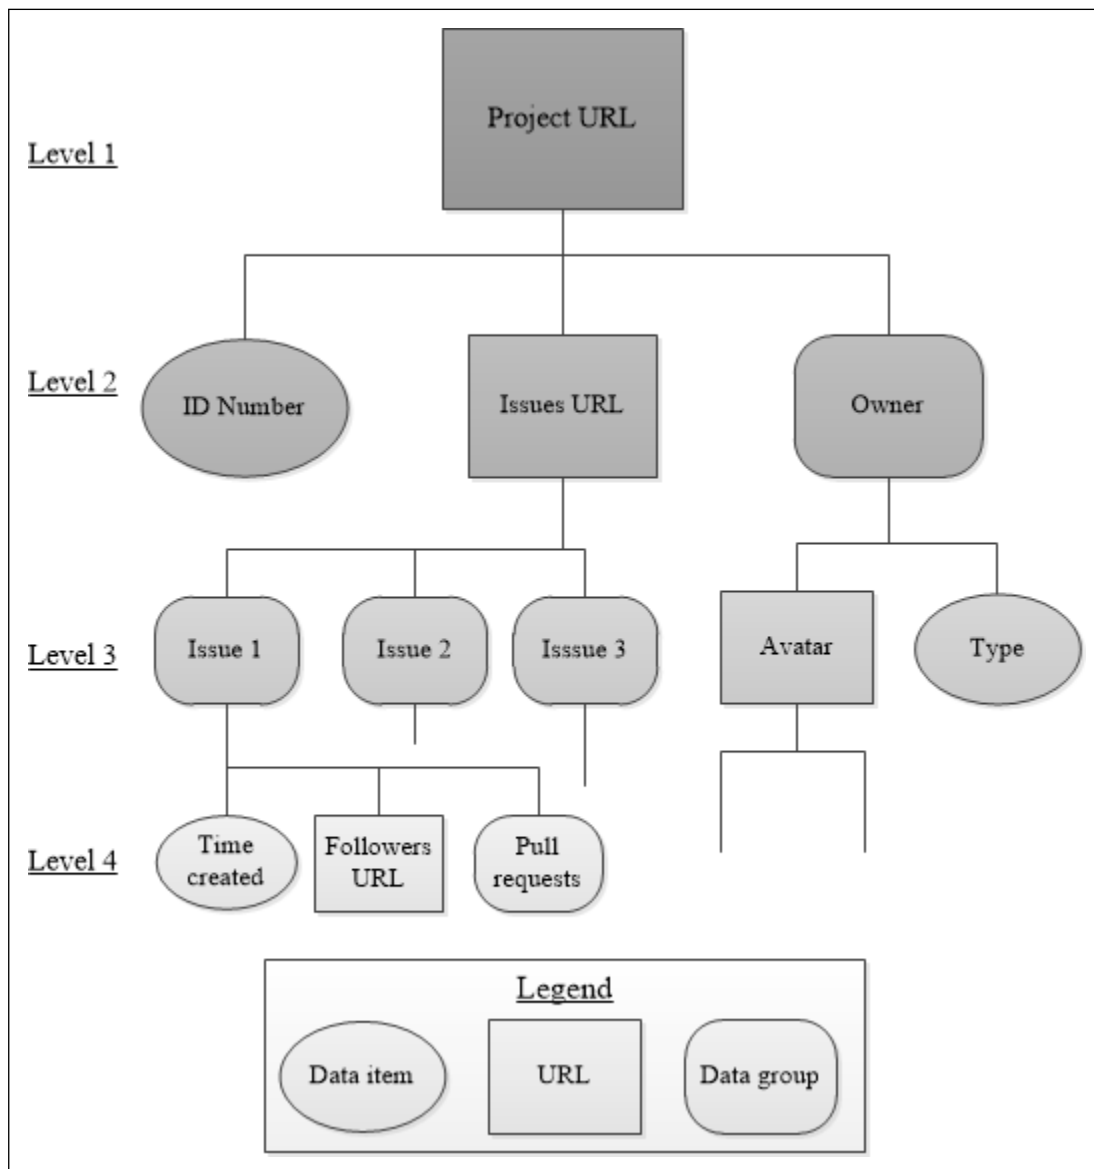 Project URL
Level 1
Level 2
ID Number
Issues URL
Owner
Level 3
Issue 1
Issue 2
Isssue 3
Avatar
Type
Level 4
Time
created
Followers
URL
Pull
requests
Legend
Data item
URL
Data group